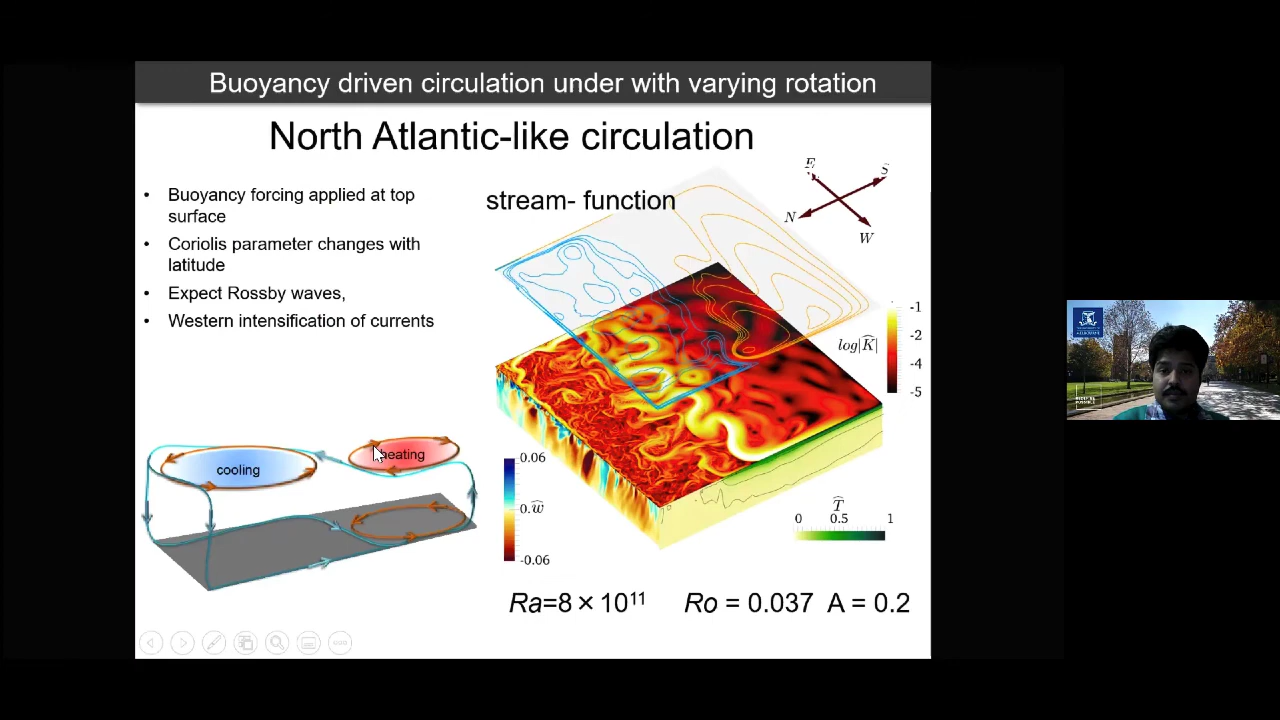 Buoyancy driven circulation under with varying rotation
North Atlantic-like circulation
• Buoyancy forcing applied at top
surface
• Coriolis parameter changes with
latitude
• Expect Rossby waves,
• Western intensification of currents
stream- function
E
S
N
W
log|K̂|
-1
-2
-4
-5
cooling
heating
0.06
0
ŵ
-0.06
T̂
0 0.5 1
Ra=8 × 10¹¹ Ro = 0.037 A = 0.2